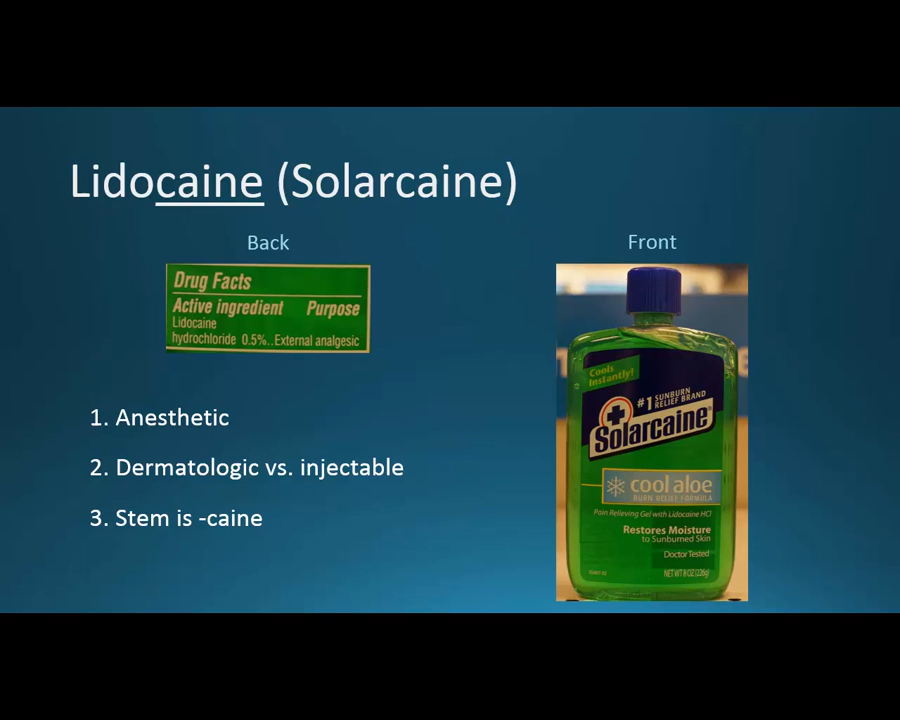 Lidocaine (Solarcaine)
Back
Drug Facts
Active ingredient Purpose
Lidocaine
hydrochloride 0.5%..External analgesic
1. Anesthetic
2. Dermatologic vs. injectable
3. Stem is -caine
Front
Cools
Instantly!
#1 SUNBURN
RELIEF BRAND
Solarcaine
cool aloe
BURN RELIEF FORMULA
Pain Relieving Gel with Lidocaine HCl
Restores Moisture
to Sunburned Skin
Doctor Tested
NET WT 8 OZ (226g)